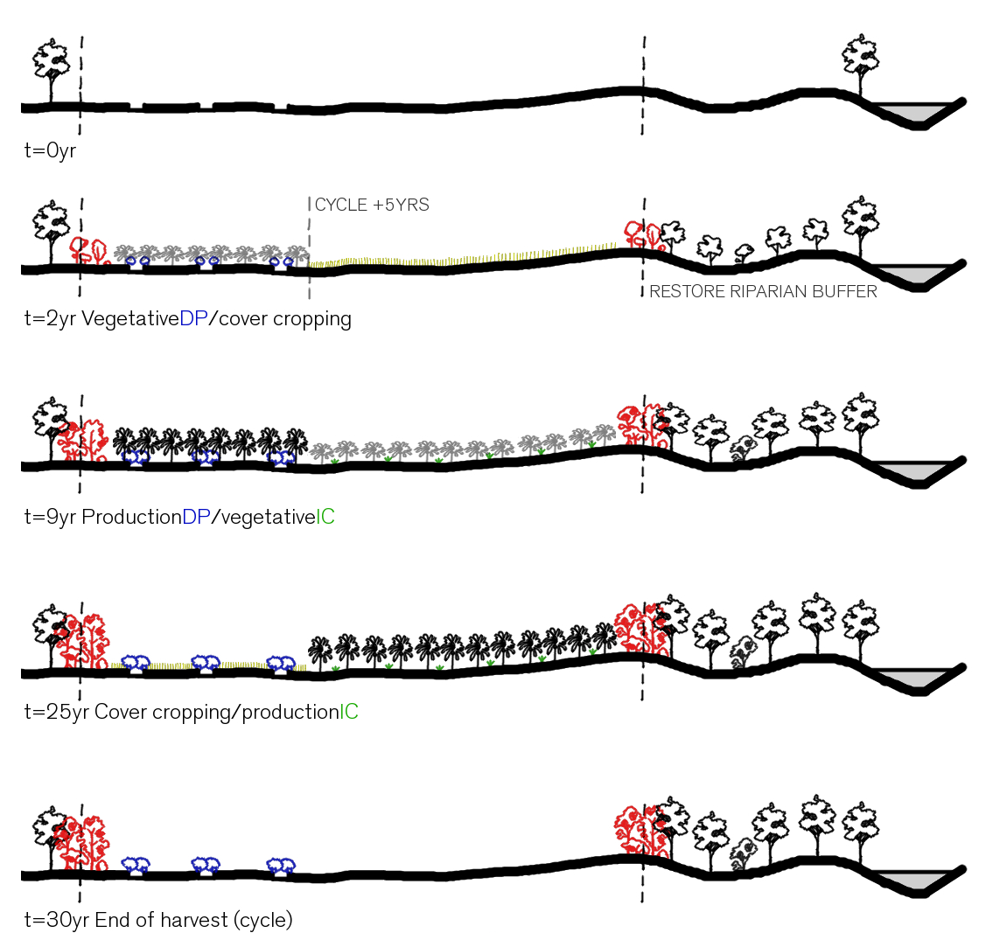 t=0yr
CYCLE +5YRS
RESTORE RIPARIAN BUFFER
t=2yr VegetativeDP/cover cropping
t=9yr ProductionDP/vegetativeIC
t=25yr Cover cropping/productionIC
t=30yr End of harvest (cycle)